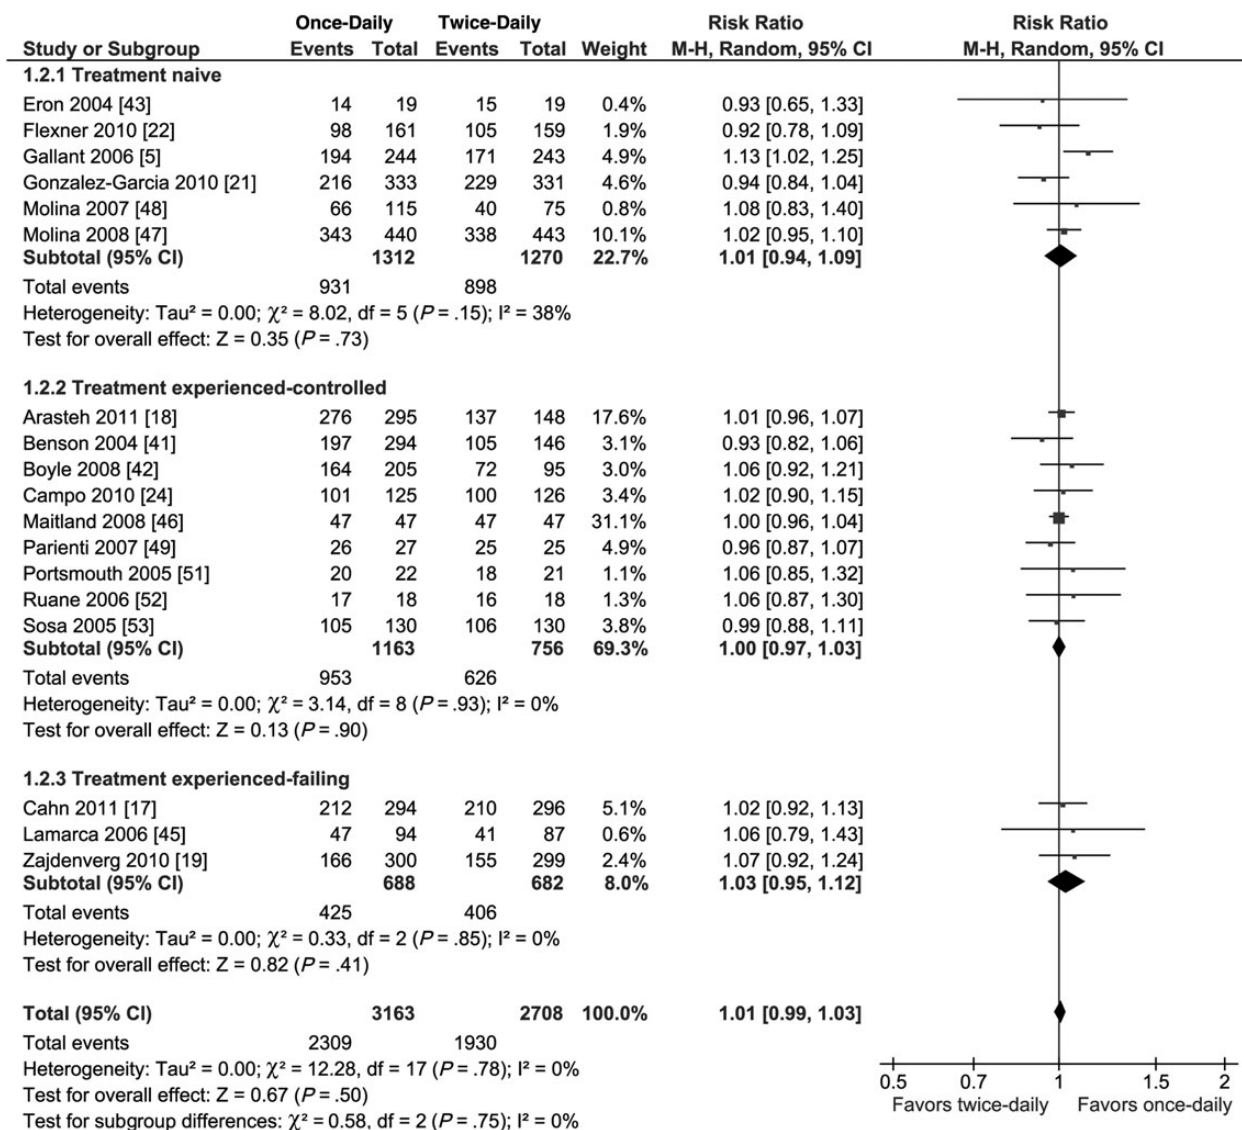 Once-Daily Twice-Daily Risk Ratio Risk Ratio
Study or Subgroup Events Total Events Total Weight M-H, Random, 95% CI M-H, Random, 95% CI
1.2.1 Treatment naive
Eron 2004 [43] 14 19 15 19 0.4% 0.93 [0.65, 1.33]
Flexner 2010 [22] 98 161 105 159 1.9% 0.92 [0.78, 1.09]
Gallant 2006 [5] 194 244 171 243 4.9% 1.13 [1.02, 1.25]
Gonzalez-Garcia 2010 [21] 216 333 229 331 4.6% 0.94 [0.84, 1.04]
Molina 2007 [48] 66 115 40 75 0.8% 1.08 [0.83, 1.40]
Molina 2008 [47] 343 440 338 443 10.1% 1.02 [0.95, 1.10]
Subtotal (95% CI) 1312 1270 22.7% 1.01 [0.94, 1.09]
Total events 931 898
Heterogeneity: Tau² = 0.00; χ² = 8.02, df = 5 (P = .15); I² = 38%
Test for overall effect: Z = 0.35 (P = .73)
1.2.2 Treatment experienced-controlled
Arasteh 2011 [18] 276 295 137 148 17.6% 1.01 [0.96, 1.07]
Benson 2004 [41] 197 294 105 146 3.1% 0.93 [0.82, 1.06]
Boyle 2008 [42] 164 205 72 95 3.0% 1.06 [0.92, 1.21]
Campo 2010 [24] 101 125 100 126 3.4% 1.02 [0.90, 1.15]
Maitland 2008 [46] 47 47 47 47 31.1% 1.00 [0.96, 1.04]
Parienti 2007 [49] 26 27 25 25 4.9% 0.96 [0.87, 1.07]
Portsmouth 2005 [51] 20 22 18 21 1.1% 1.06 [0.85, 1.32]
Ruane 2006 [52] 17 18 16 18 1.3% 1.06 [0.87, 1.30]
Sosa 2005 [53] 105 130 106 130 3.8% 0.99 [0.88, 1.11]
Subtotal (95% CI) 1163 756 69.3% 1.00 [0.97, 1.03]
Total events 953 626
Heterogeneity: Tau² = 0.00; χ² = 3.14, df = 8 (P = .93); I² = 0%
Test for overall effect: Z = 0.13 (P = .90)
1.2.3 Treatment experienced-failing
Cahn 2011 [17] 212 294 210 296 5.1% 1.02 [0.92, 1.13]
Lamarca 2006 [45] 47 94 41 87 0.6% 1.06 [0.79, 1.43]
Zajdenverg 2010 [19] 166 300 155 299 2.4% 1.07 [0.92, 1.24]
Subtotal (95% CI) 688 682 8.0% 1.03 [0.95, 1.12]
Total events 425 406
Heterogeneity: Tau² = 0.00; χ² = 0.33, df = 2 (P = .85); I² = 0%
Test for overall effect: Z = 0.82 (P = .41)
Total (95% CI) 3163 2708 100.0% 1.01 [0.99, 1.03]
Total events 2309 1930
Heterogeneity: Tau² = 0.00; χ² = 12.28, df = 17 (P = .78); I² = 0%
Test for overall effect: Z = 0.67 (P = .50)
Test for subgroup differences: χ² = 0.58, df = 2 (P = .75); I² = 0%
0.5 0.7 1 1.5 2
Favors twice-daily Favors once-daily